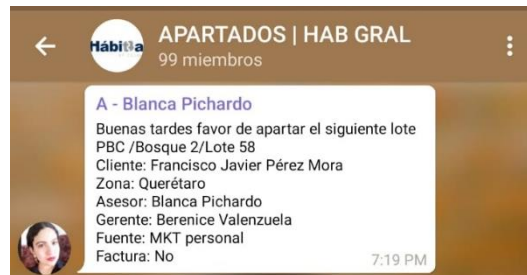 Hábitta
APARTADOS | HAB GRAL
99 miembros
A - Blanca Pichardo
Buenas tardes favor de apartar el siguiente lote
PBC /Bosque 2/Lote 58
Cliente: Francisco Javier Pérez Mora
Zona: Querétaro
Asesor: Blanca Pichardo
Gerente: Berenice Valenzuela
Fuente: MKT personal
Factura: No
7:19 PM